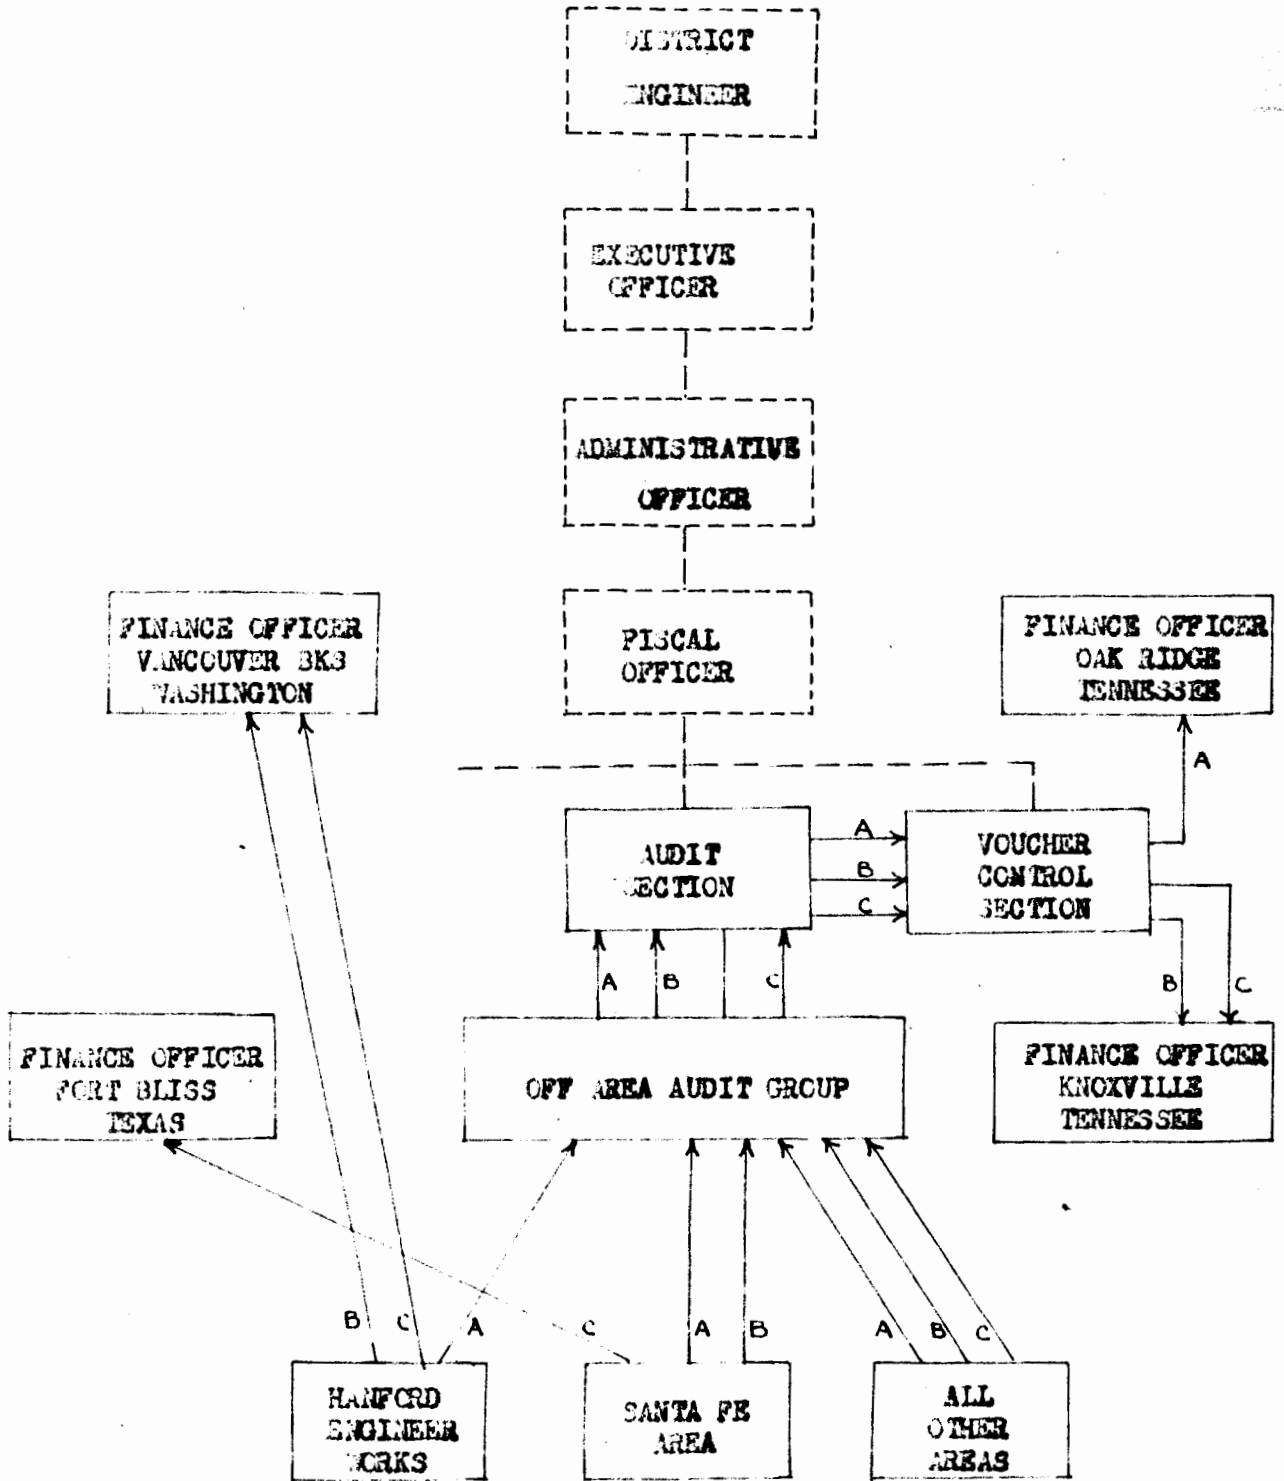 DISTRICT
ENGINEER
EXECUTIVE
OFFICER
ADMINISTRATIVE
OFFICER
FISCAL
OFFICER
FINANCE OFFICER
VANCOUVER BKS
WASHINGTON
FINANCE OFFICER
OAK RIDGE
TENNESSEE
A
AUDIT
SECTION
A
B
C
VOUCHER
CONTROL
SECTION
A
B
C
B
C
FINANCE OFFICER
FORT BLISS
TEXAS
OFF AREA AUDIT GROUP
FINANCE OFFICER
KNOXVILLE
TENNESSEE
B
C
A
C
A
B
A
B
C
HANFORD
ENGINEER
WORKS
SANTA FE
AREA
ALL
OTHER
AREAS